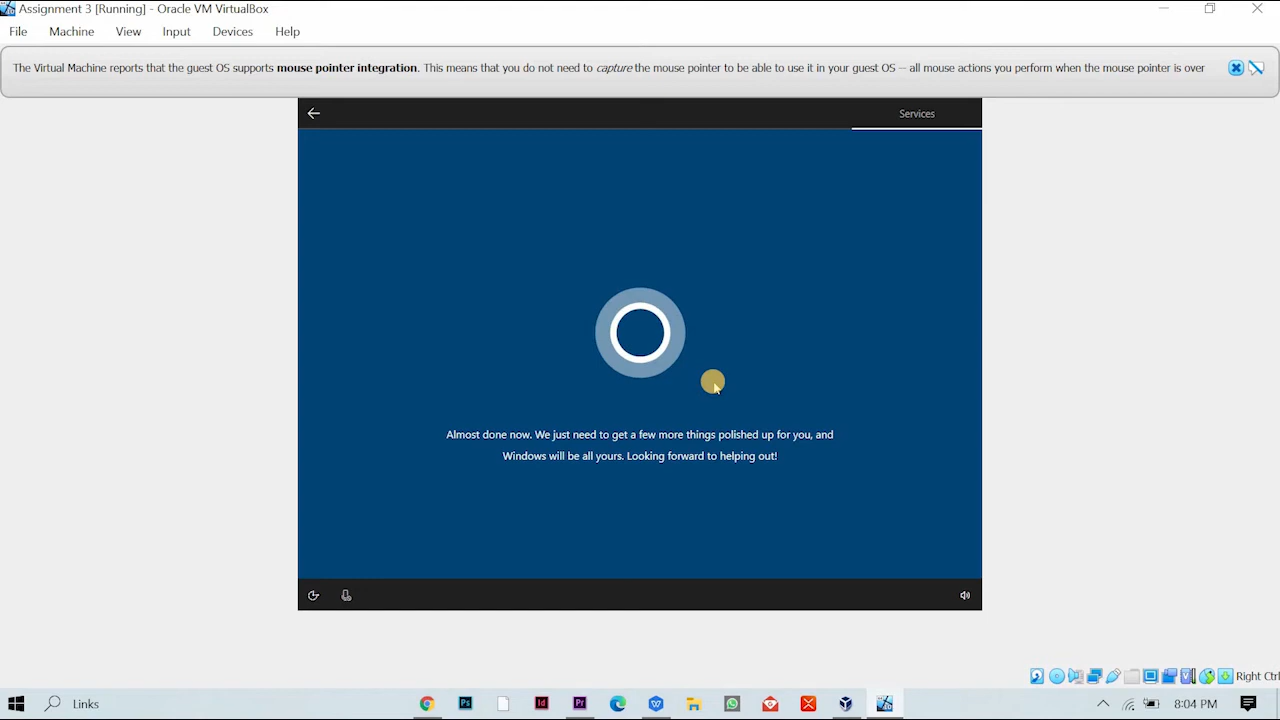 Assignment 3 [Running] - Oracle VM VirtualBox
File Machine View Input Devices Help
The Virtual Machine reports that the guest OS supports mouse pointer integration. This means that you do not need to capture the mouse pointer to be able to use it in your guest OS — all mouse actions you perform when the mouse pointer is over
Services
Almost done now. We just need to get a few more things polished up for you, and
Windows will be all yours. Looking forward to helping out!
Right Ctrl
Links
Ps
Id
Pr
8:04 PM